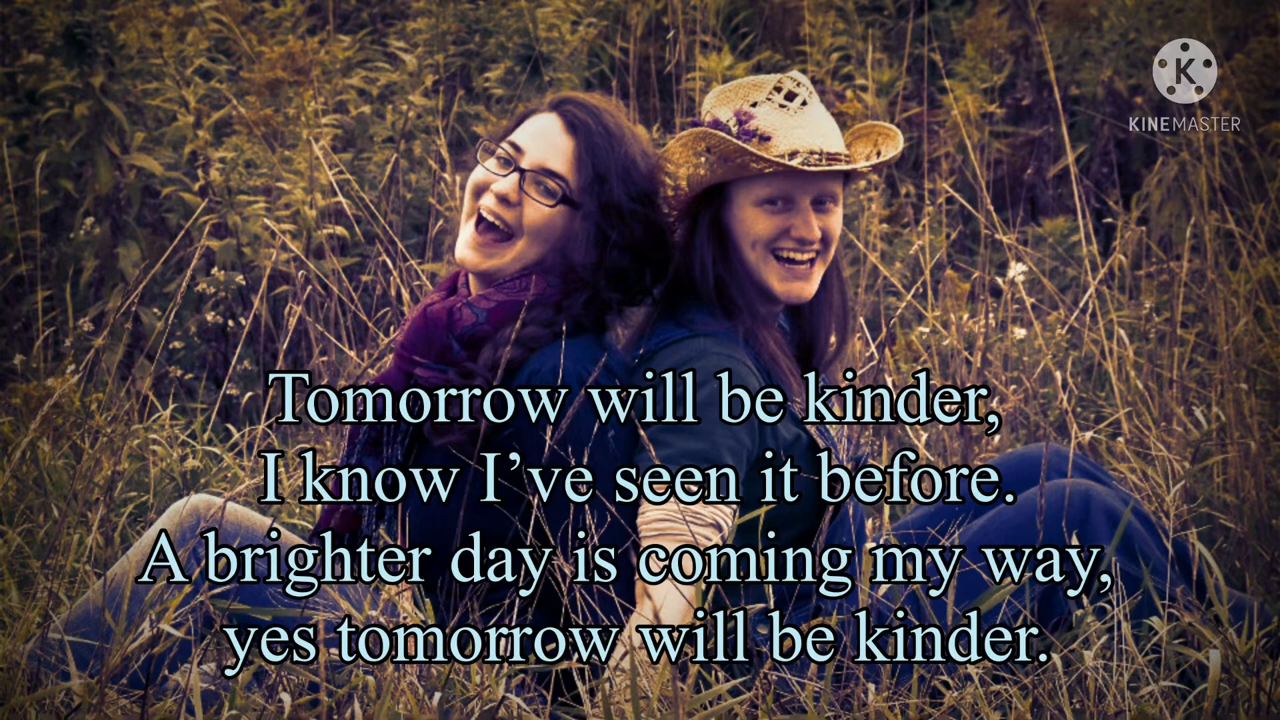 K
KINEMASTER
Tomorrow will be kinder,
I know I’ve seen it before.
A brighter day is coming my way,
yes tomorrow will be kinder.